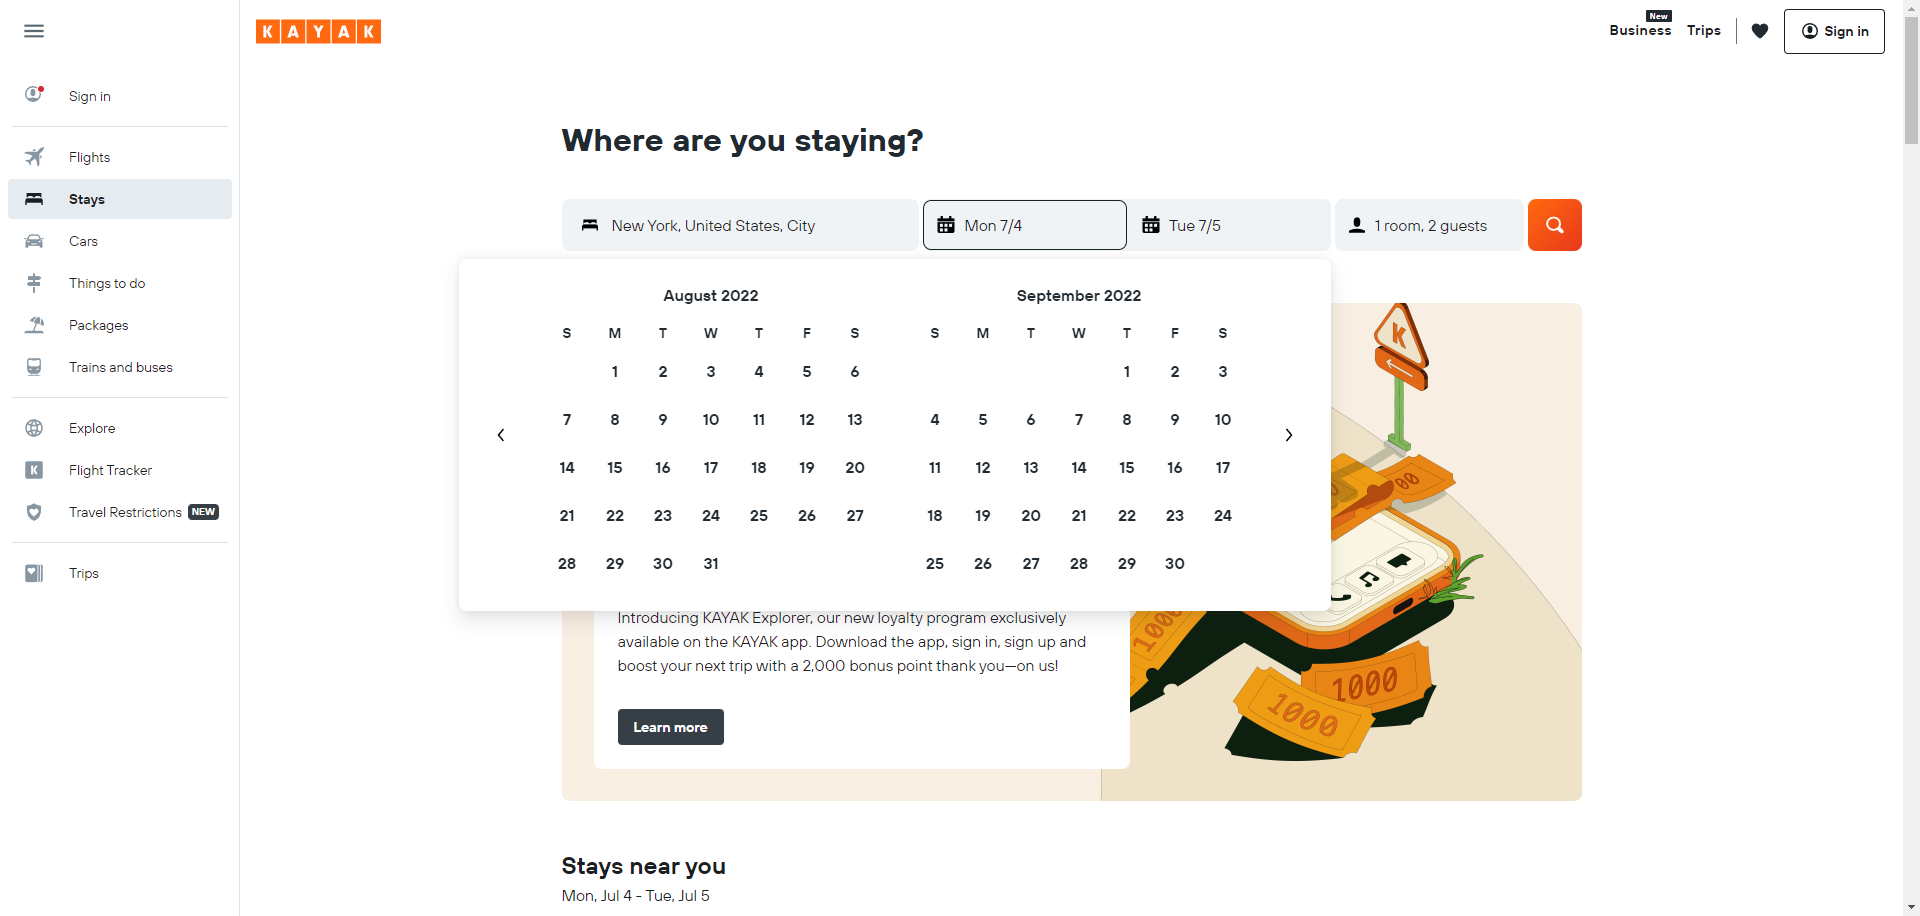 KAYAK
New
Business
Trips
Sign in
Sign in
Flights
Stays
Cars
Things to do
Packages
Trains and buses
Explore
K
Flight Tracker
Travel Restrictions NEW
Trips
Where are you staying?
New York, United States, City
Mon 7/4
Tue 7/5
1 room, 2 guests
August 2022
S M T W T F S
1 2 3 4 5 6
7 8 9 10 11 12 13
14 15 16 17 18 19 20
21 22 23 24 25 26 27
28 29 30 31
September 2022
S M T W T F S
1 2 3
4 5 6 7 8 9 10
11 12 13 14 15 16 17
18 19 20 21 22 23 24
25 26 27 28 29 30
K
Introducing KAYAK Explorer, our new loyalty program exclusively
available on the KAYAK app. Download the app, sign in, sign up and
boost your next trip with a 2,000 bonus point thank you—on us!
Learn more
1000
1000
1000
Stays near you
Mon, Jul 4 - Tue, Jul 5